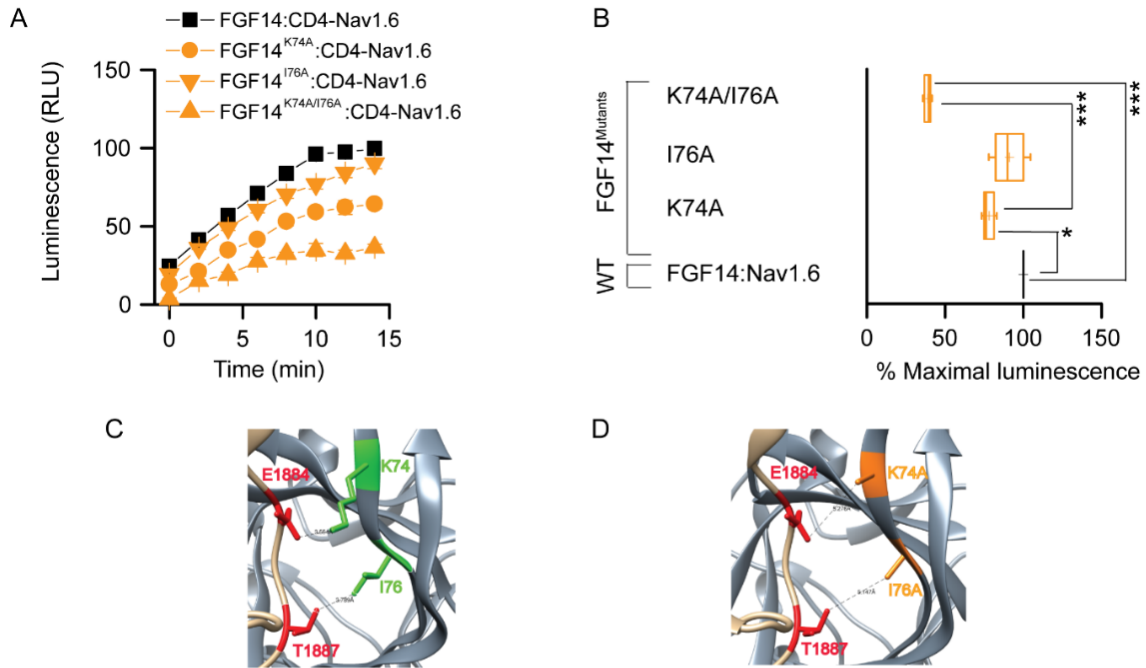 A
FGF14:CD4-Nav1.6
FGF14K74A:CD4-Nav1.6
FGF14I76A:CD4-Nav1.6
FGF14K74A/I76A:CD4-Nav1.6
Luminescence (RLU)
150
100
50
0
0
5
10
15
Time (min)
B
FGF14Mutants
K74A/I76A
I76A
K74A
WT
FGF14:Nav1.6
***
***
*
0
50
100
150
% Maximal luminescence
C
E1884
K74
I76
T1887
D
E1884
K74A
I76A
T1887